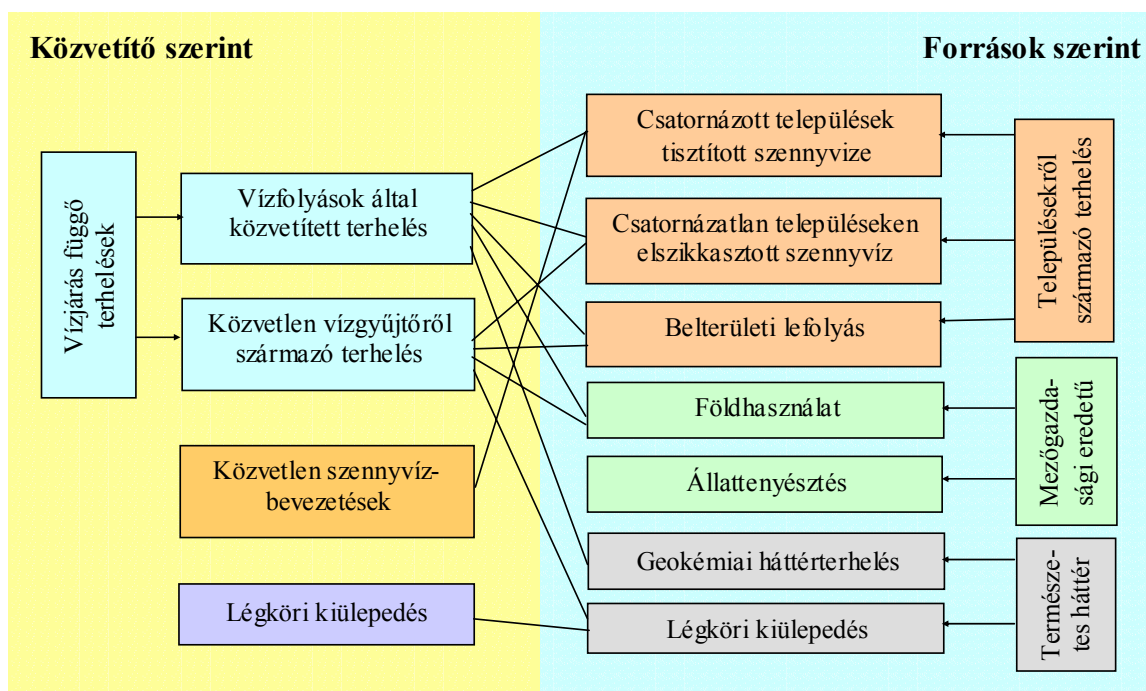 Közvetítő szerint
Források szerint
Vízjárás függő
terhelések
Vízfolyások által
közvetített terhelés
Közvetlen vízgyűjtőről
származó terhelés
Közvetlen szennyvíz-
bevezetések
Légköri kiülepedés
Csatornázott települések
tisztított szennyvize
Csatornázatlan településeken
elszikkasztott szennyvíz
Belterületi lefolyás
Földhasználat
Állattenyésztés
Geokémiai háttérterhelés
Légköri kiülepedés
Településekről
származó terhelés
Mezőgazda-
sági eredetű
Természe-
tes háttér